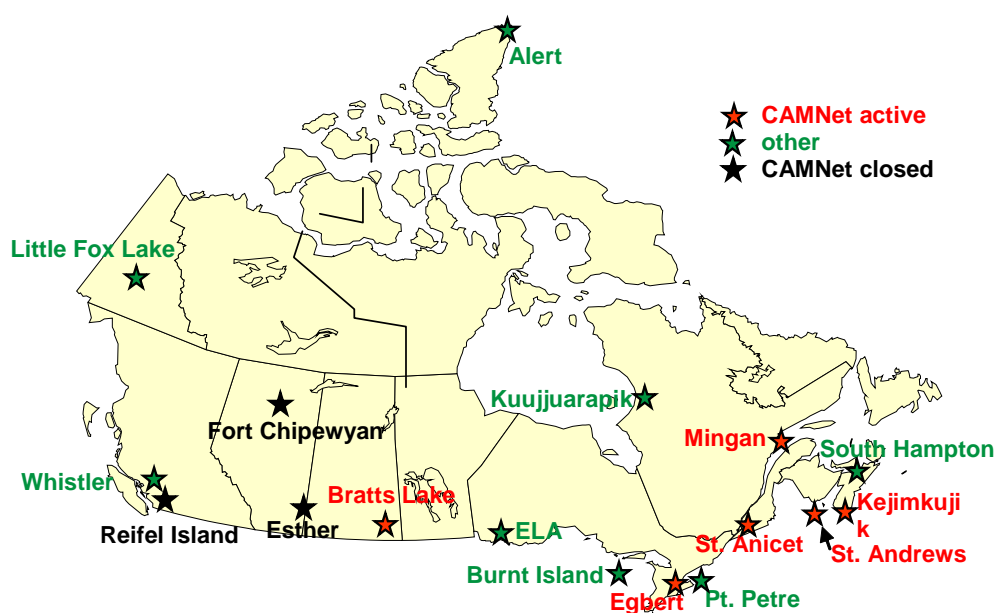 Alert
CAMNet active
other
CAMNet closed
Little Fox Lake
Kuujjuarapik
Fort Chipewyan
Mingan
South Hampton
Whistler
Bratts Lake
Kejimkuji
k
Reifel Island
Esther
ELA
St. Anicet
St. Andrews
Burnt Island
Egbert
Pt. Petre